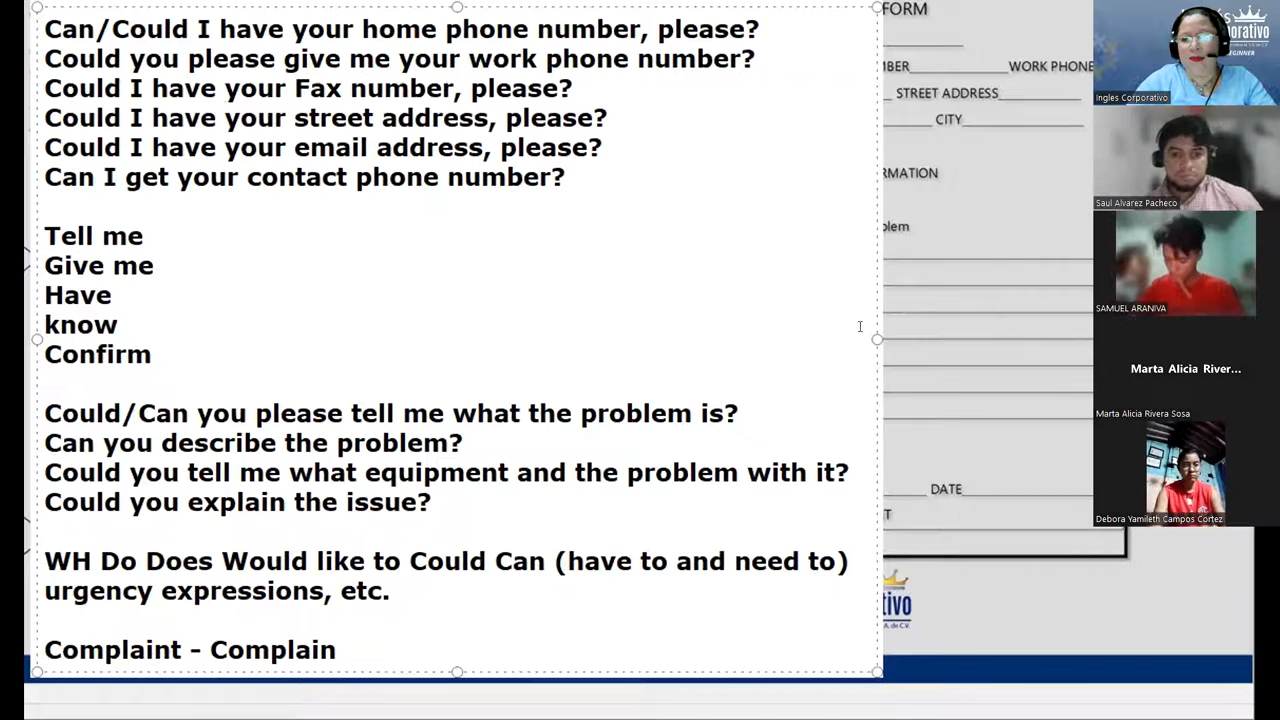 Can/Could I have your home phone number, please?
Could you please give me your work phone number?
Could I have your Fax number, please?
Could I have your street address, please?
Could I have your email address, please?
Can I get your contact phone number?
Tell me
Give me
Have
know
Confirm
Could/Can you please tell me what the problem is?
Can you describe the problem?
Could you tell me what equipment and the problem with it?
Could you explain the issue?
WH Do Does Would like to Could Can (have to and need to)
urgency expressions, etc.
Complaint - Complain
FORM
WORK PHONE
STREET ADDRESS
CITY
DATE
Ingles Corporativo
Saul Alvarez Pacheco
SAMUEL ARANIVA
Marta Alicia River...
Marta Alicia Rivera Sosa
Debora Yamileth Campos Cortez